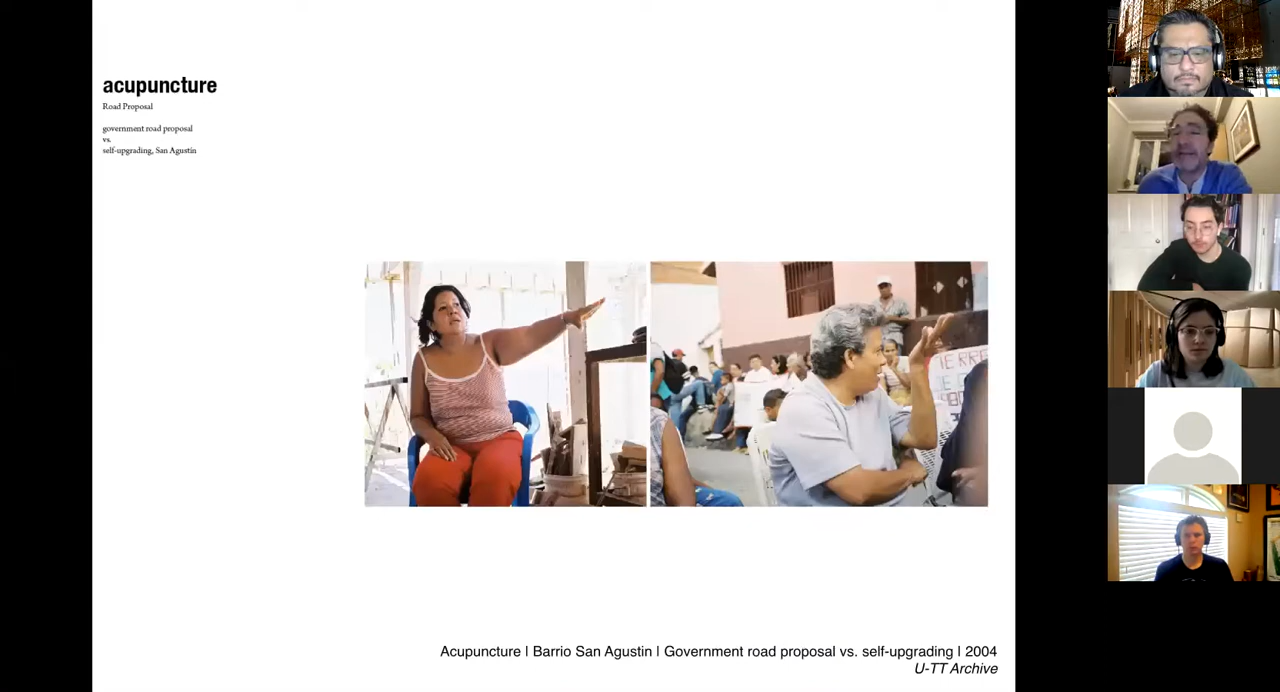 acupuncture
Road Proposal
government road proposal
vs.
self-upgrading, San Agustin
Acupuncture | Barrio San Agustin | Government road proposal vs. self-upgrading | 2004
U-TT Archive